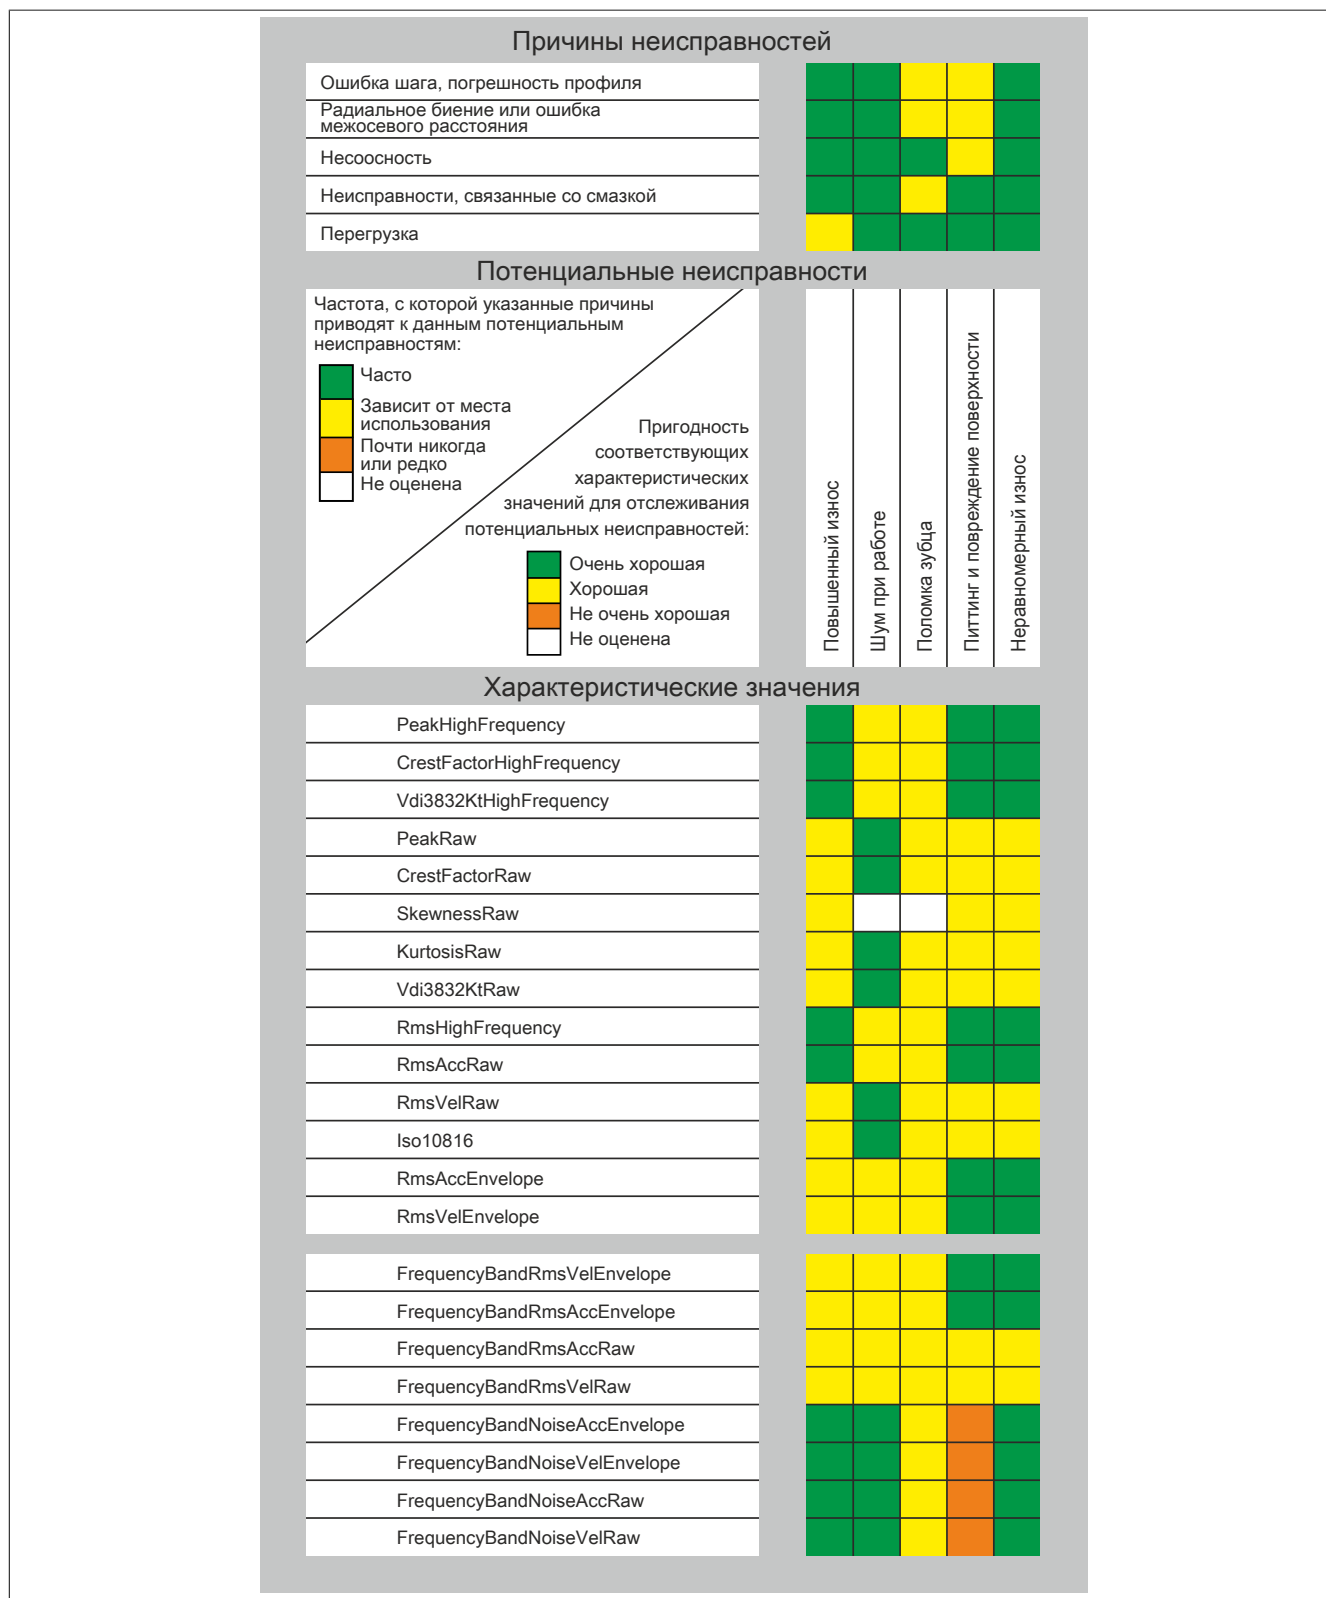 Причины неисправностей
Ошибка шага, погрешность профиля
Радиальное биение или ошибка
межосевого расстояния
Несоосность
Неисправности, связанные со смазкой
Перегрузка
Потенциальные неисправности
Частота, с которой указанные причины
приводят к данным потенциальным
неисправностям:
Часто
Зависит от места
использования
Почти никогда
или редко
Не оценена
Пригодность
соответствующих
характеристических
значений для отслеживания
потенциальных неисправностей:
Очень хорошая
Хорошая
Не очень хорошая
Не оценена
Повышенный износ
Шум при работе
Поломка зубца
Питтинг и повреждение поверхности
Неравномерный износ
Характеристические значения
PeakHighFrequency
CrestFactorHighFrequency
Vdi3832KtHighFrequency
PeakRaw
CrestFactorRaw
SkewnessRaw
KurtosisRaw
Vdi3832KtRaw
RmsHighFrequency
RmsAccRaw
RmsVelRaw
Iso10816
RmsAccEnvelope
RmsVelEnvelope
FrequencyBandRmsVelEnvelope
FrequencyBandRmsAccEnvelope
FrequencyBandRmsAccRaw
FrequencyBandRmsVelRaw
FrequencyBandNoiseAccEnvelope
FrequencyBandNoiseVelEnvelope
FrequencyBandNoiseAccRaw
FrequencyBandNoiseVelRaw